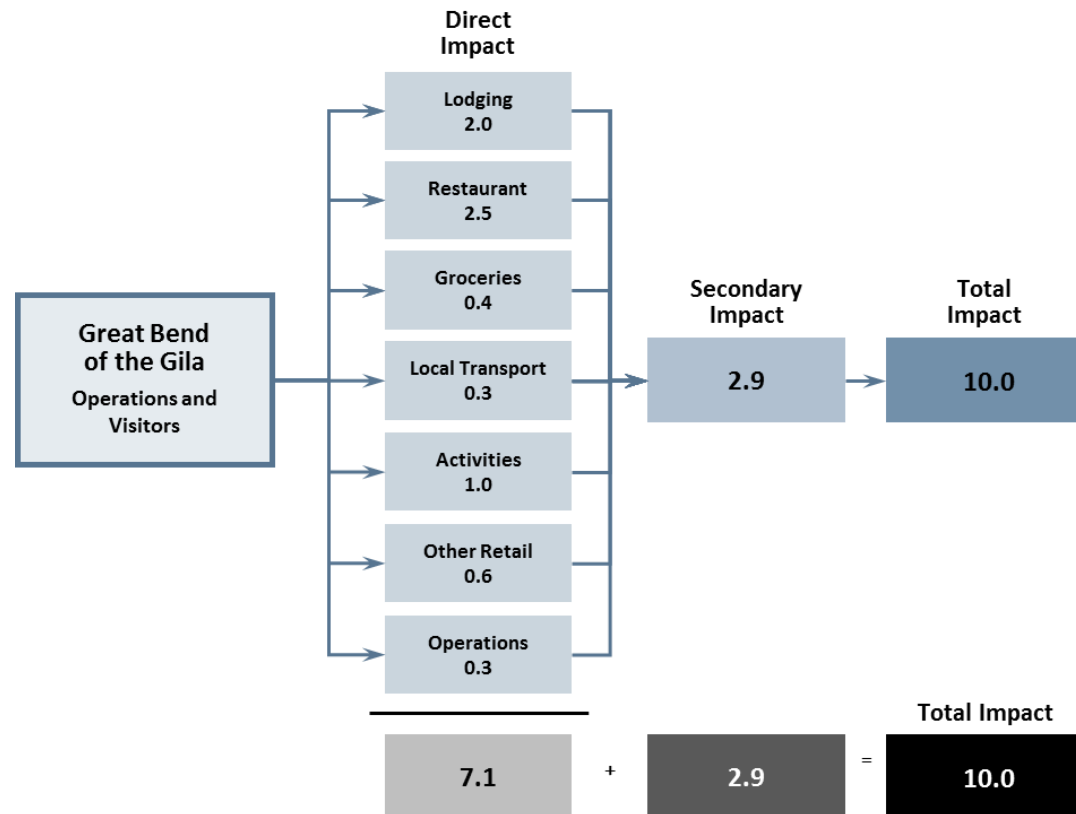 Direct
Impact
Lodging
2.0
Restaurant
2.5
Groceries
0.4
Great Bend
of the Gila
Operations and
Visitors
Local Transport
0.3
Secondary
Impact
2.9
Total
Impact
10.0
Activities
1.0
Other Retail
0.6
Operations
0.3
Total Impact
7.1 + 2.9 = 10.0